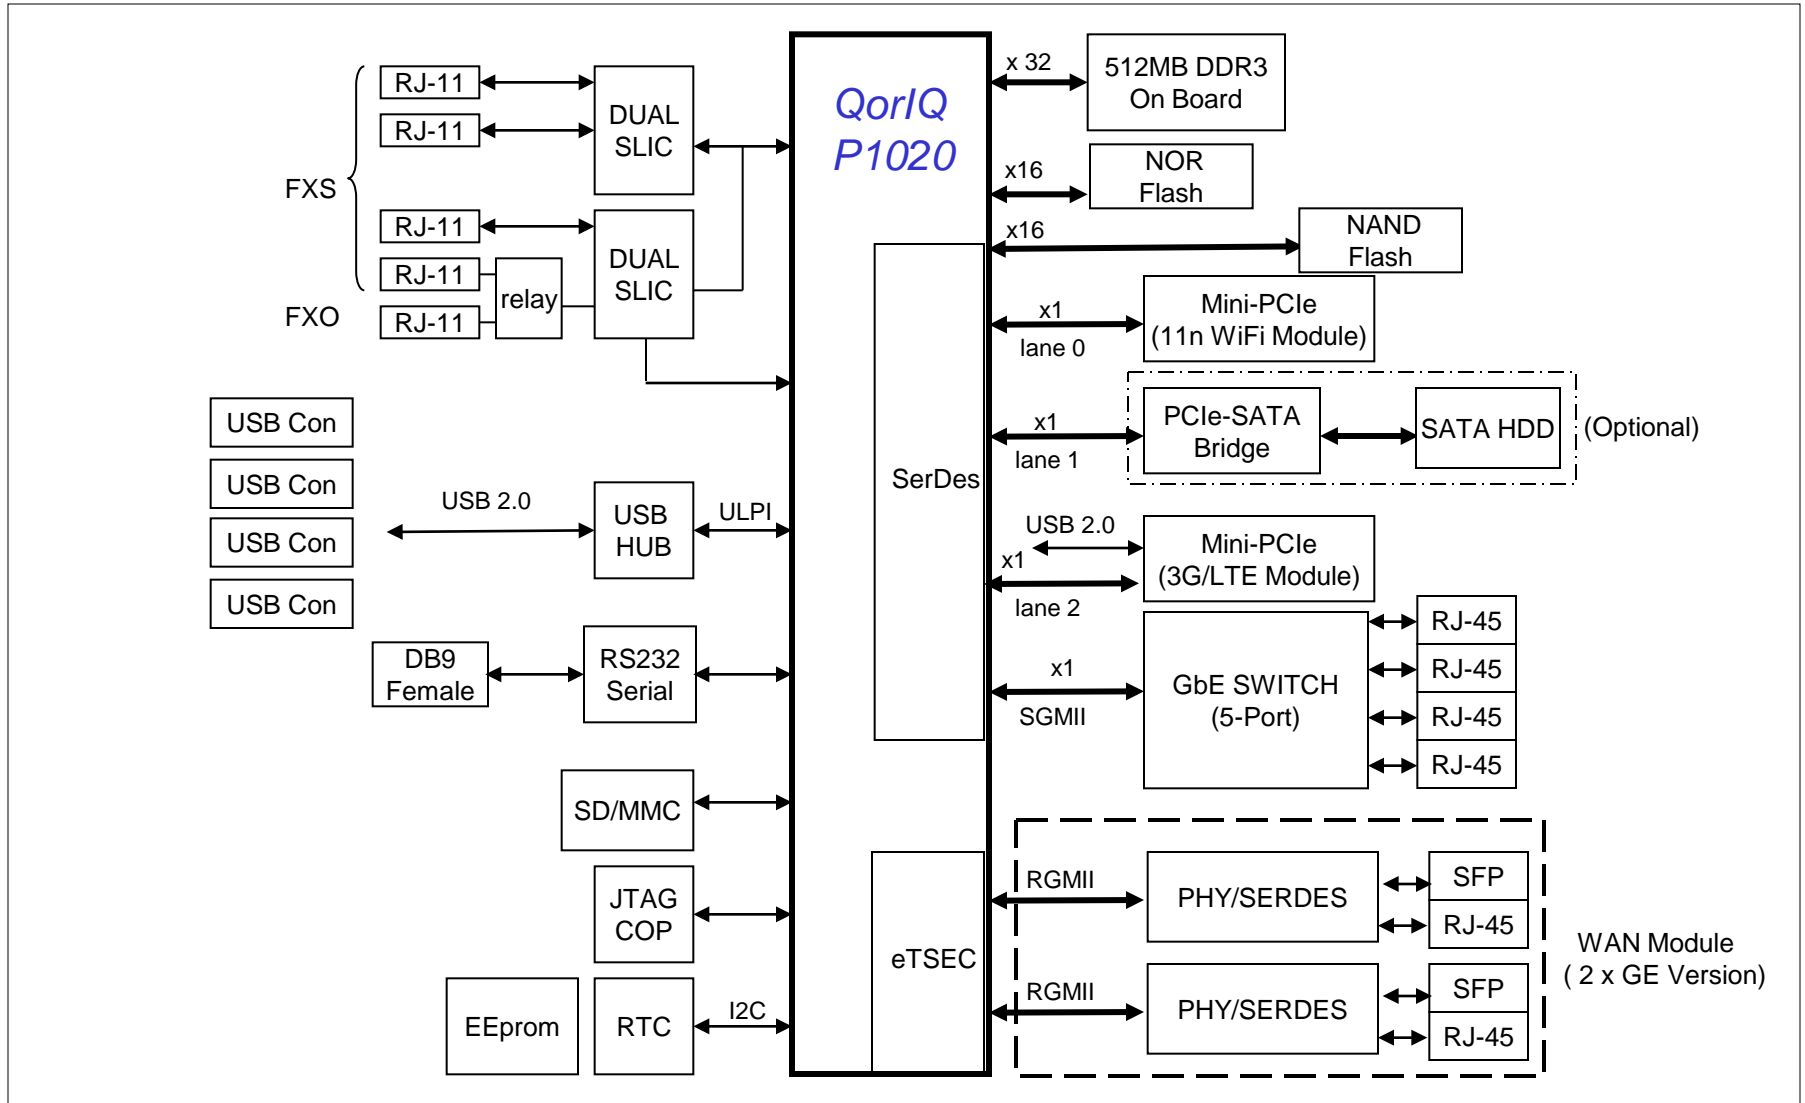 RJ-11
RJ-11
FXS
RJ-11
RJ-11
FXO
RJ-11
relay
DUAL
SLIC
DUAL
SLIC
USB Con
USB Con
USB Con
USB Con
USB 2.0
USB
HUB
ULPI
DB9
Female
RS232
Serial
SD/MMC
JTAG
COP
EEprom
RTC
I2C
QorIQ
P1020
SerDes
eTSEC
x 32
512MB DDR3
On Board
x16
NOR
Flash
x16
NAND
Flash
x1
lane 0
Mini-PCIe
(11n WiFi Module)
x1
lane 1
PCIe-SATA
Bridge
SATA HDD
(Optional)
USB 2.0
x1
lane 2
Mini-PCIe
(3G/LTE Module)
x1
SGMII
GbE SWITCH
(5-Port)
RJ-45
RJ-45
RJ-45
RJ-45
RGMII
PHY/SERDES
SFP
RJ-45
RGMII
PHY/SERDES
SFP
RJ-45
WAN Module
( 2 x GE Version)